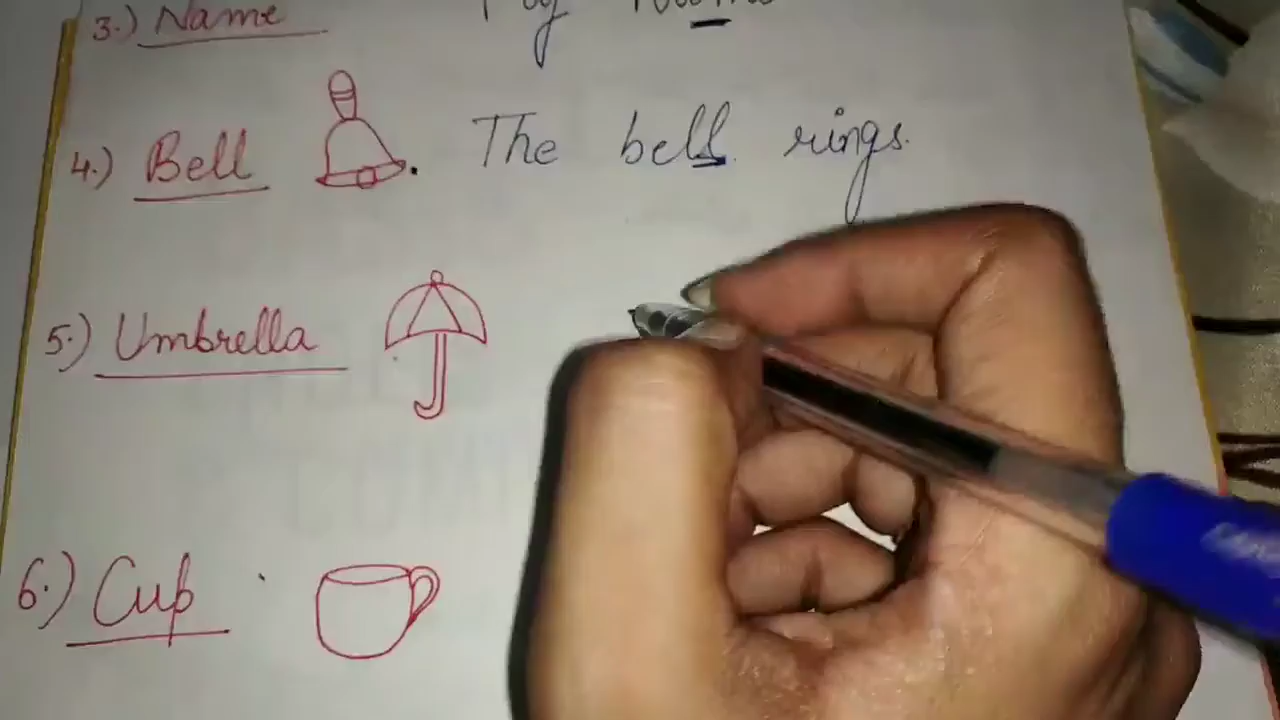 3.) Name
4.) Bell The bell rings.
5.) Umbrella
6.) Cup